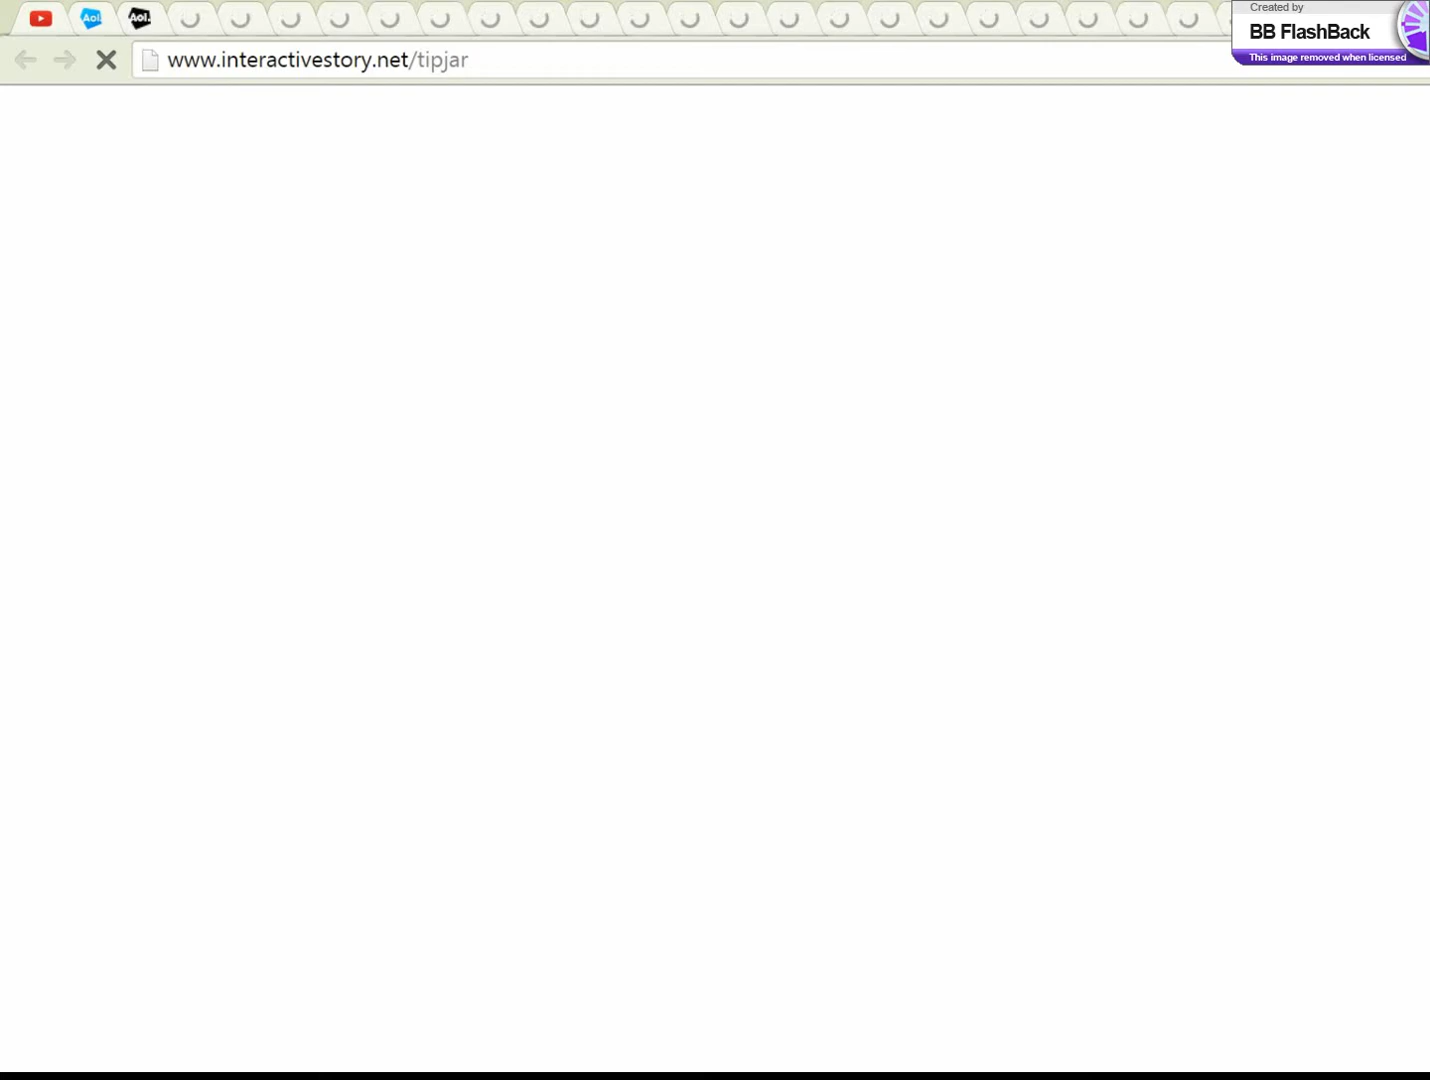 Aol.
Aol.
Created by
BB FlashBack
This image removed when licensed
www.interactivestory.net/tipjar